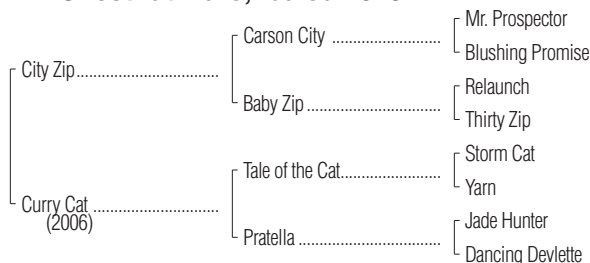 Mr. Prospector
Carson City ..........................
Blushing Promise
City Zip.................................
Relaunch
Baby Zip ................................
Thirty Zip
Storm Cat
Tale of the Cat.......................
Yarn
Curry Cat .............................
(2006)
Jade Hunter
Pratella .................................
Dancing Devlette